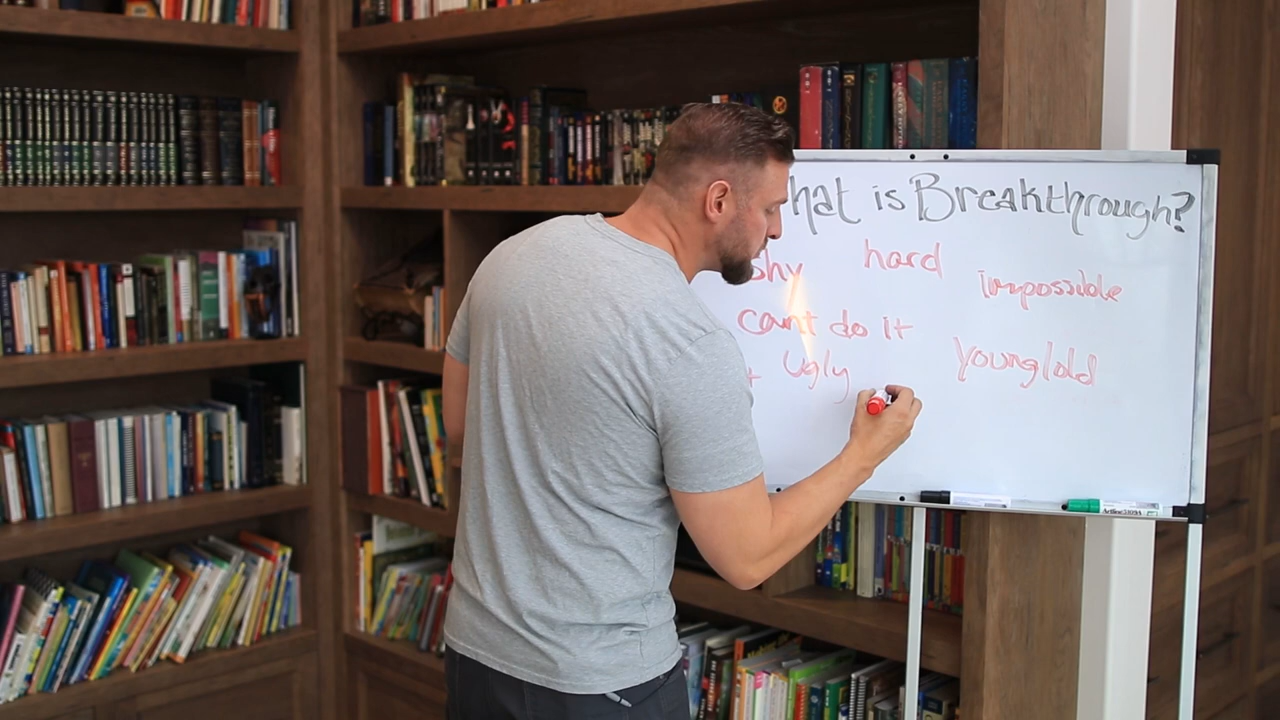 What is Breakthrough?
shy hard impossible
can't do it
ugly young/old